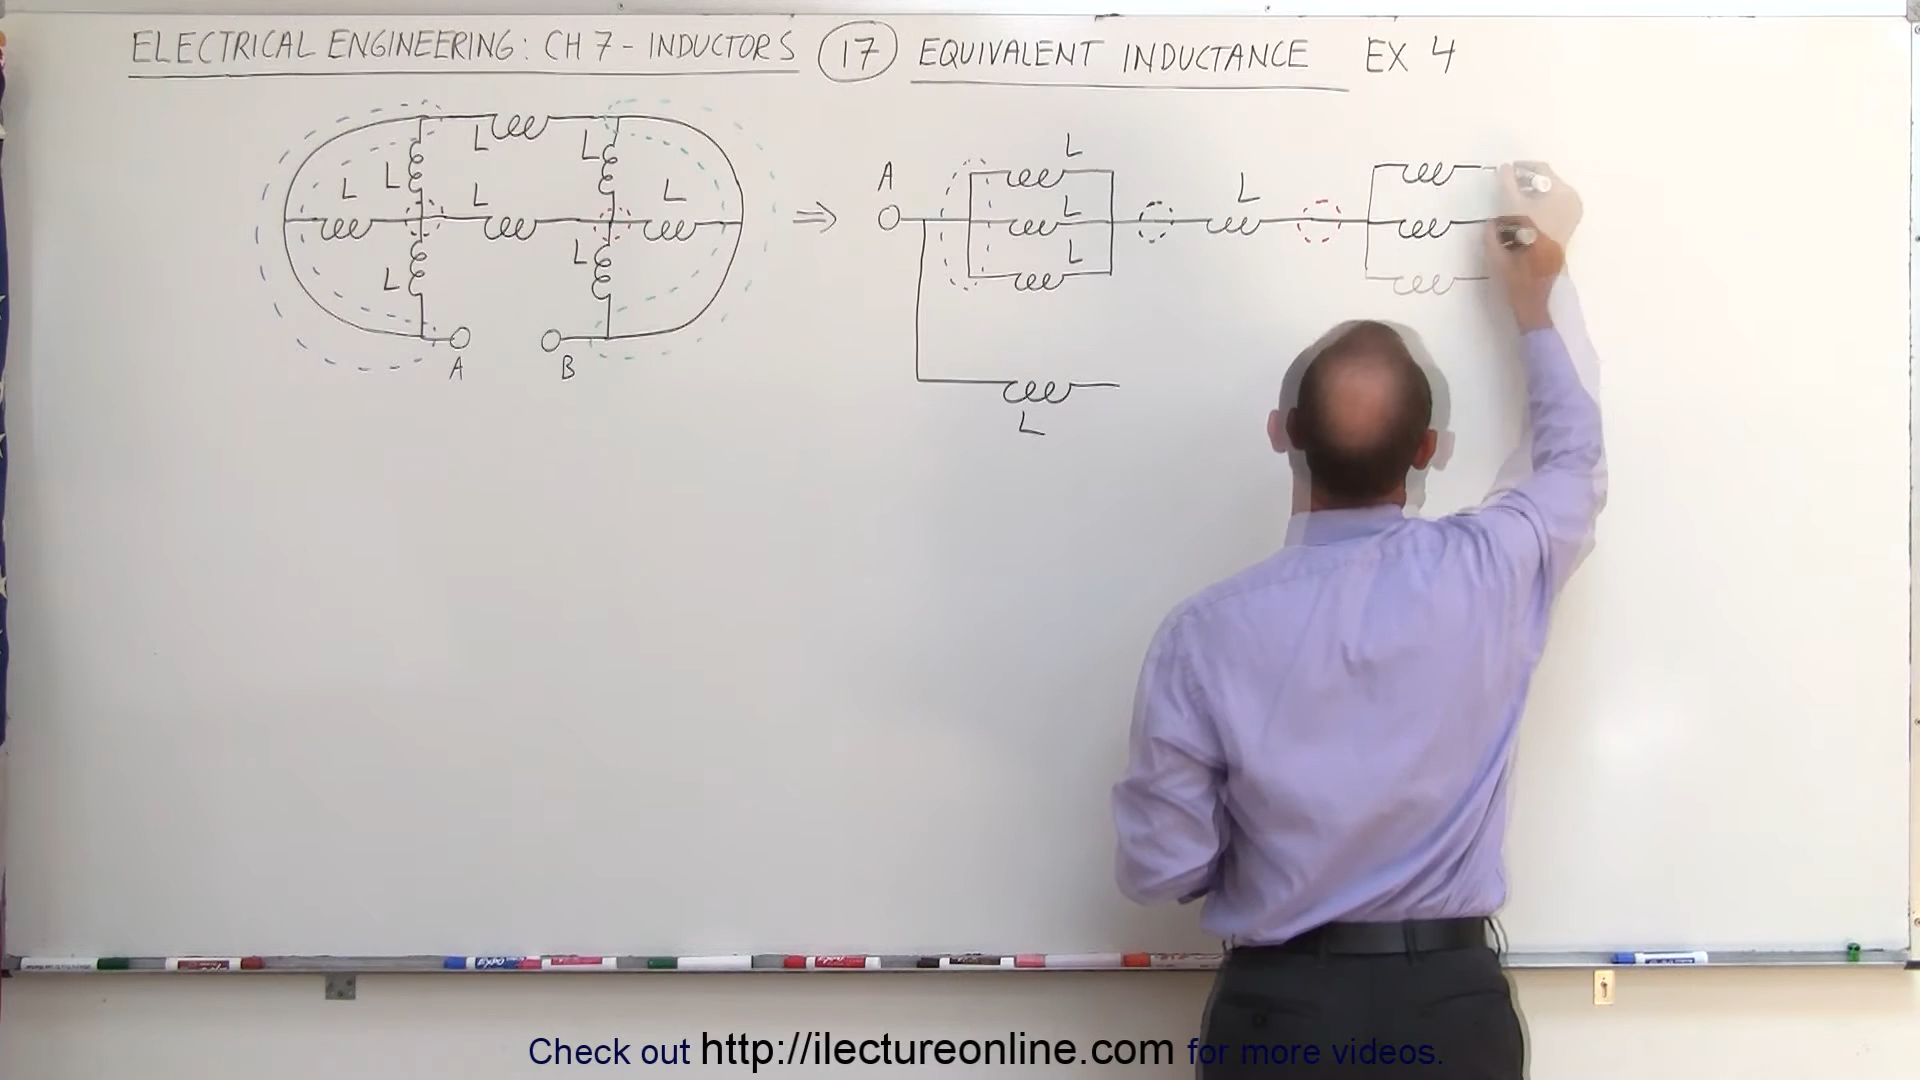 ELECTRICAL ENGINEERING: CH 7 - INDUCTORS 17 EQUIVALENT INDUCTANCE EX 4
L L
L L L L
L L
A B
⇒
A
L
L
L
L
L
Check out http://ilectureonline.com for more videos.